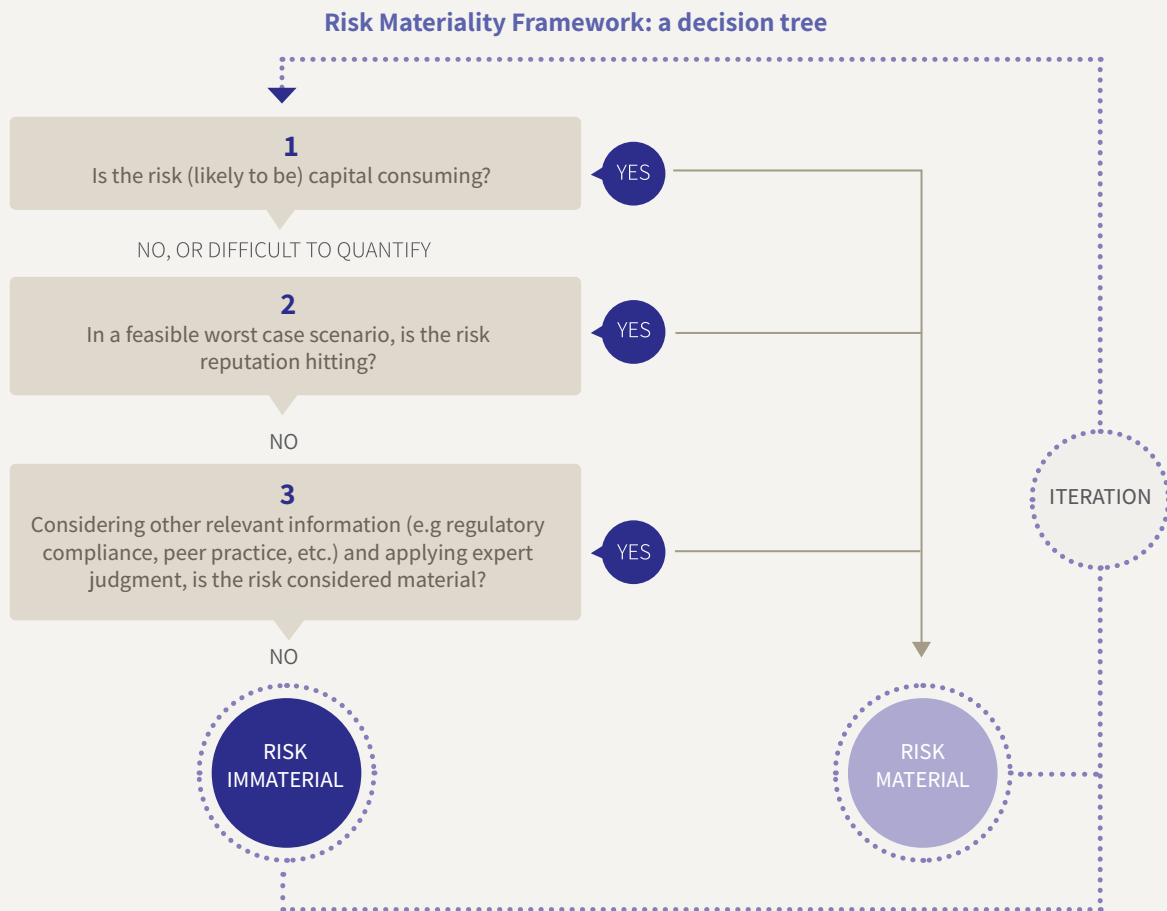 Risk Materiality Framework: a decision tree
1
Is the risk (likely to be) capital consuming?
YES
NO, OR DIFFICULT TO QUANTIFY
2
In a feasible worst case scenario, is the risk
reputation hitting?
YES
NO
3
Considering other relevant information (e.g regulatory
compliance, peer practice, etc.) and applying expert
judgment, is the risk considered material?
YES
ITERATION
NO
RISK
IMMATERIAL
RISK
MATERIAL